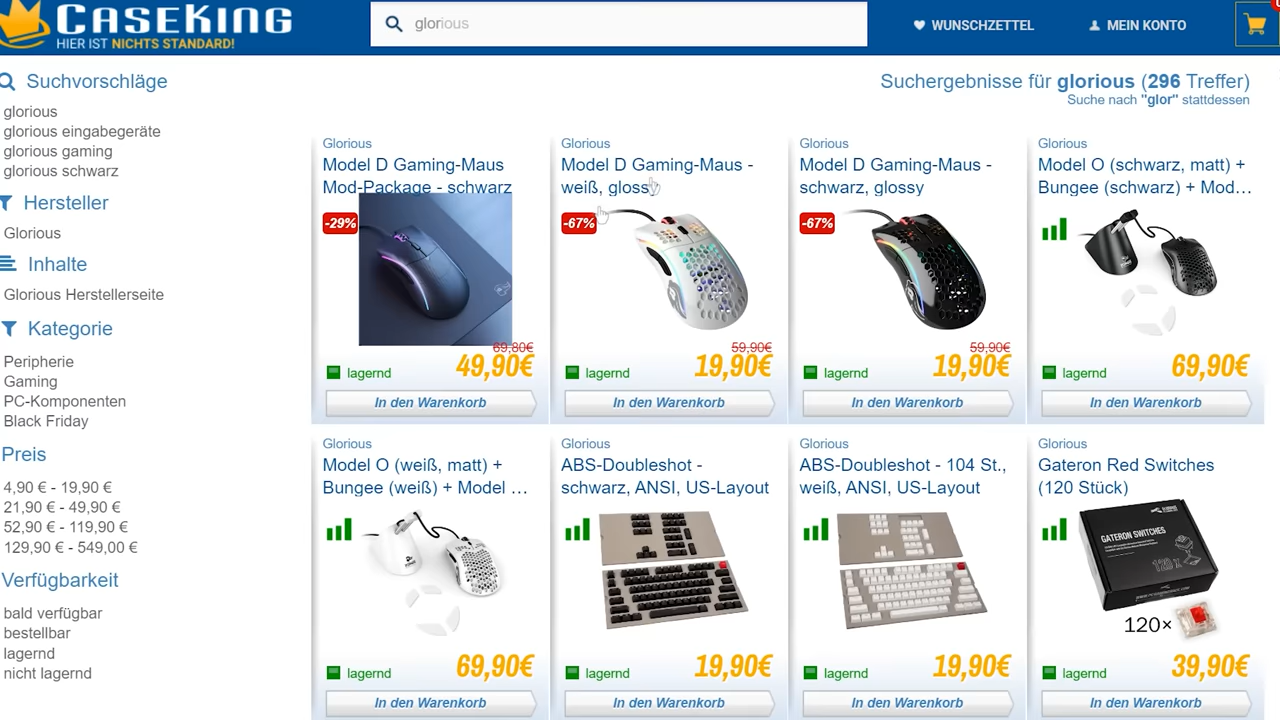 CASEKING
HIER IST NICHTS STANDARD!
glorious
WUNSCHZETTEL
MEIN KONTO
Suchvorschläge
glorious
glorious eingabegeräte
glorious gaming
glorious schwarz
Hersteller
Glorious
Inhalte
Glorious Herstellerseite
Kategorie
Peripherie
Gaming
PC-Komponenten
Black Friday
Preis
4,90 € - 19,90 €
21,90 € - 49,90 €
52,90 € - 119,90 €
129,90 € - 549,00 €
Verfügbarkeit
bald verfügbar
bestellbar
lagernd
nicht lagernd
Suchergebnisse für glorious (296 Treffer)
Suche nach "glor" stattdessen
Glorious
Model D Gaming-Maus
Mod-Package - schwarz
-29%
69,80€
lagernd
49,90€
In den Warenkorb
Glorious
Model D Gaming-Maus -
weiß, glossy
-67%
59,90€
lagernd
19,90€
In den Warenkorb
Glorious
Model D Gaming-Maus -
schwarz, glossy
-67%
59,90€
lagernd
19,90€
In den Warenkorb
Glorious
Model O (schwarz, matt) +
Bungee (schwarz) + Mod...
lagernd
69,90€
In den Warenkorb
Glorious
Model O (weiß, matt) +
Bungee (weiß) + Model ...
lagernd
69,90€
In den Warenkorb
Glorious
ABS-Doubleshot -
schwarz, ANSI, US-Layout
lagernd
19,90€
In den Warenkorb
Glorious
ABS-Doubleshot - 104 St.,
weiß, ANSI, US-Layout
lagernd
19,90€
In den Warenkorb
Glorious
Gateron Red Switches
(120 Stück)
GATERON SWITCHES
120 x
120×
lagernd
39,90€
In den Warenkorb